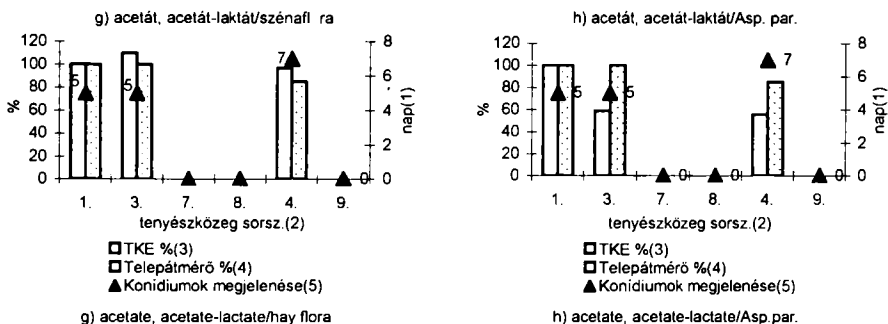 g) acetát, acetát-laktát/szénafl ra
120
100
80
60
40
20
0
%
8
6
4
2
0
nap(1)
5
5
7
0
1. 3. 7. 8. 4. 9.
tenyészközeg sorsz.(2)
TKE %(3)
Telepátmérő %(4)
Konidiumok megjelenése(5)
g) acetate, acetate-lactate/hay flora
h) acetát, acetát-laktát/Asp. par.
120
100
80
60
40
20
0
%
8
6
4
2
0
nap(1)
5
5
0
0
7
0
1. 3. 7. 8. 4. 9.
tenyészközeg sorsz.(2)
TKE %(3)
Telepátmérő %(4)
Konidiumok megjelenése(5)
h) acetate, acetate-lactate/Asp.par.